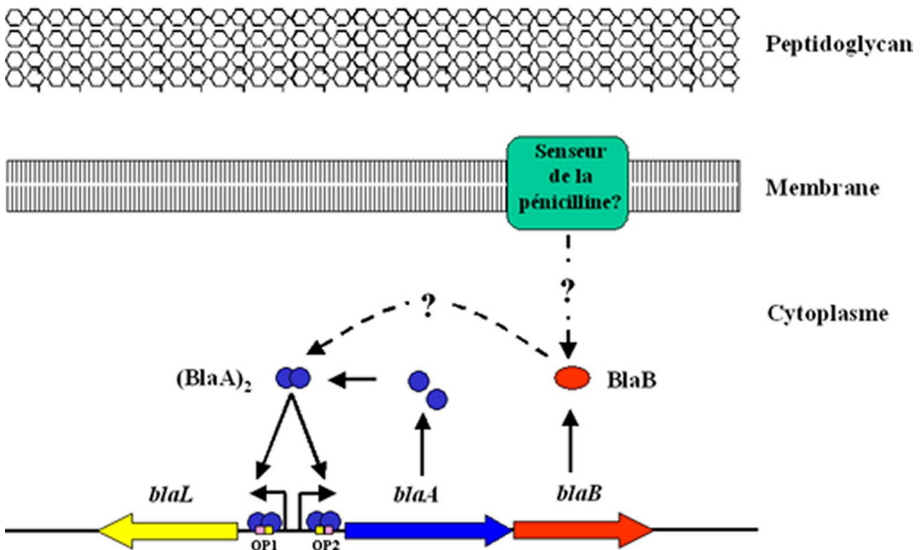 Peptidoglycan
Senseur
de la
pénicilline?
Membrane
?
?
Cytoplasme
(BlaA)₂
BlaB
blaL
blaA
blaB
OP1
OP2